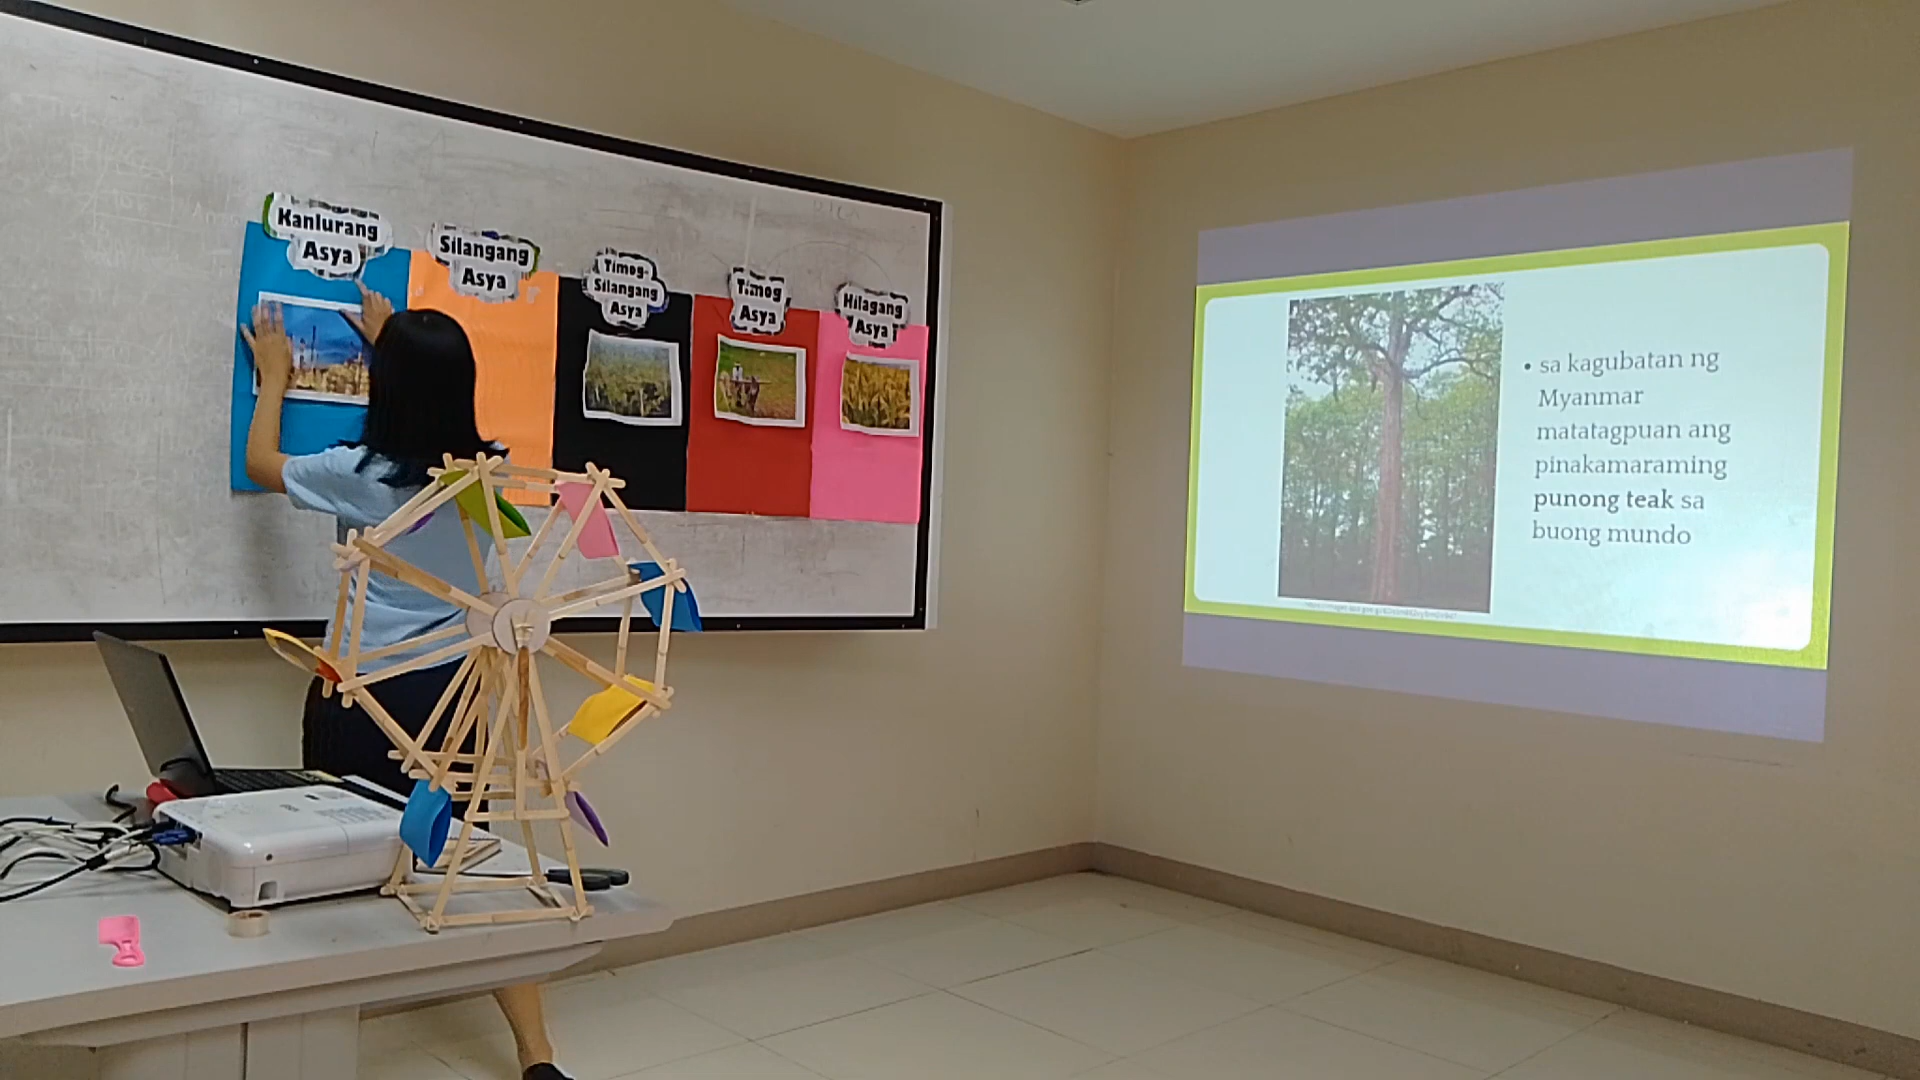 Kanlurang
Asya
Silangang
Asya
Timog-
Silangang
Asya
Timog
Asya
Hilagang
Asya
• sa kagubatan ng
Myanmar
matatagpuan ang
pinakamaraming
punong teak sa
buong mundo